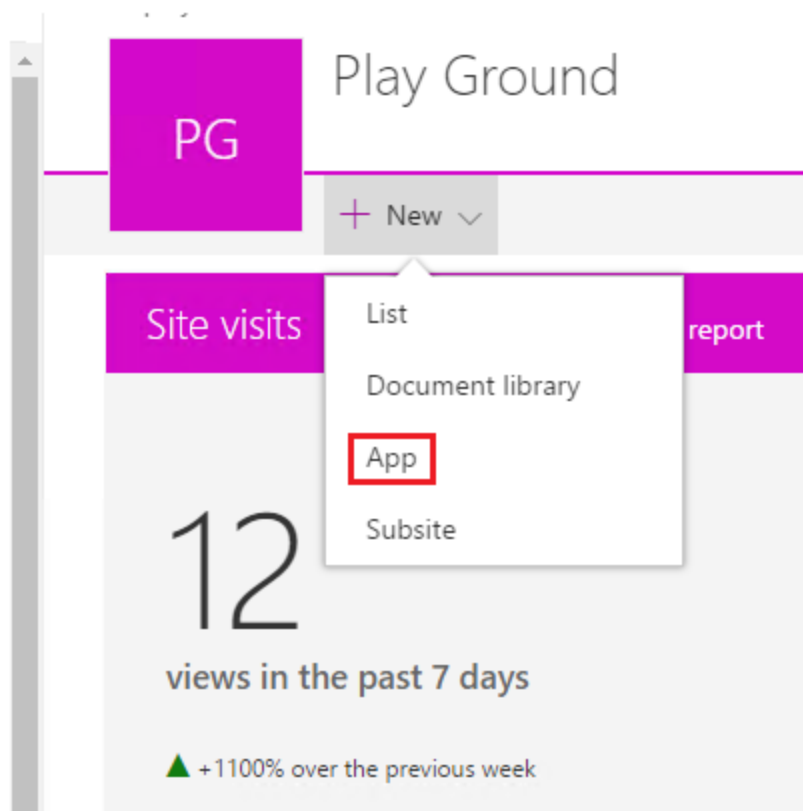 Play Ground
PG
+ New
List
Site visits
report
Document library
App
Subsite
12
views in the past 7 days
+1100% over the previous week